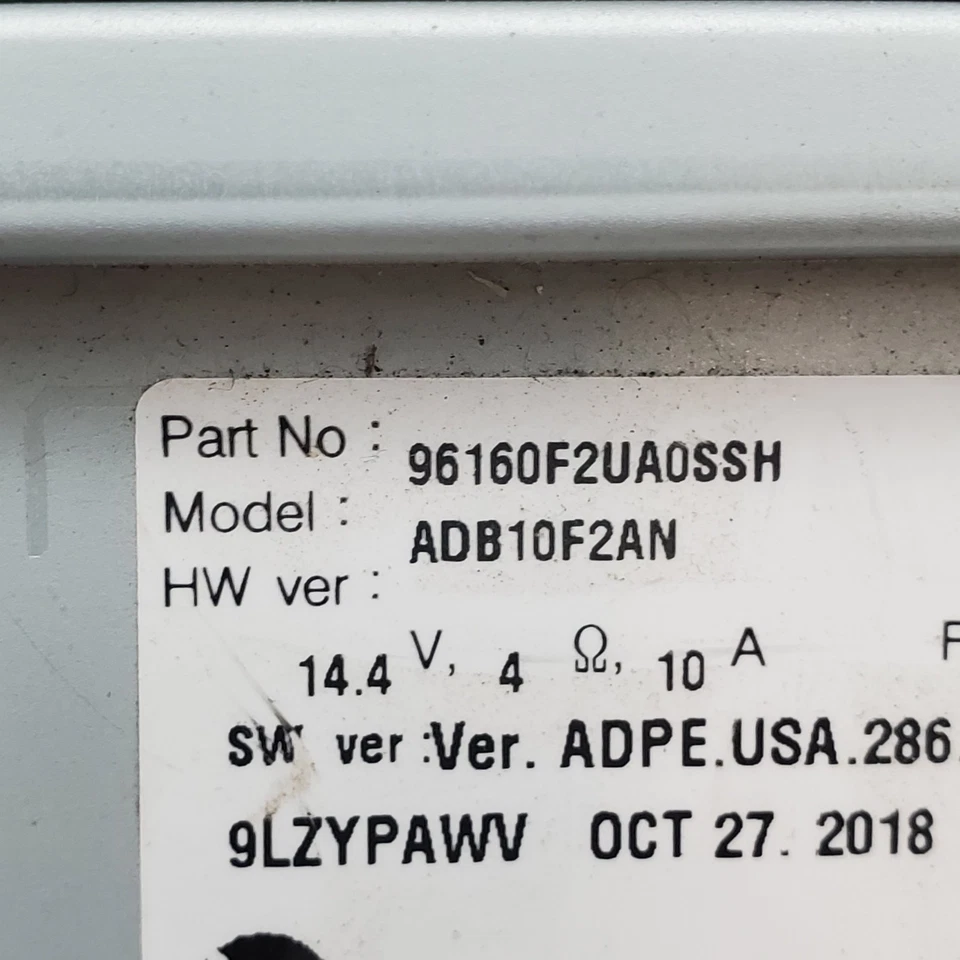 Part No : 96160F2UA0SSH
Model : ADB10F2AN
HW ver :
14.4 V, 4 Ω, 10 A
SW ver :Ver. ADPE.USA.286.
9LZYPAWV OCT 27. 2018